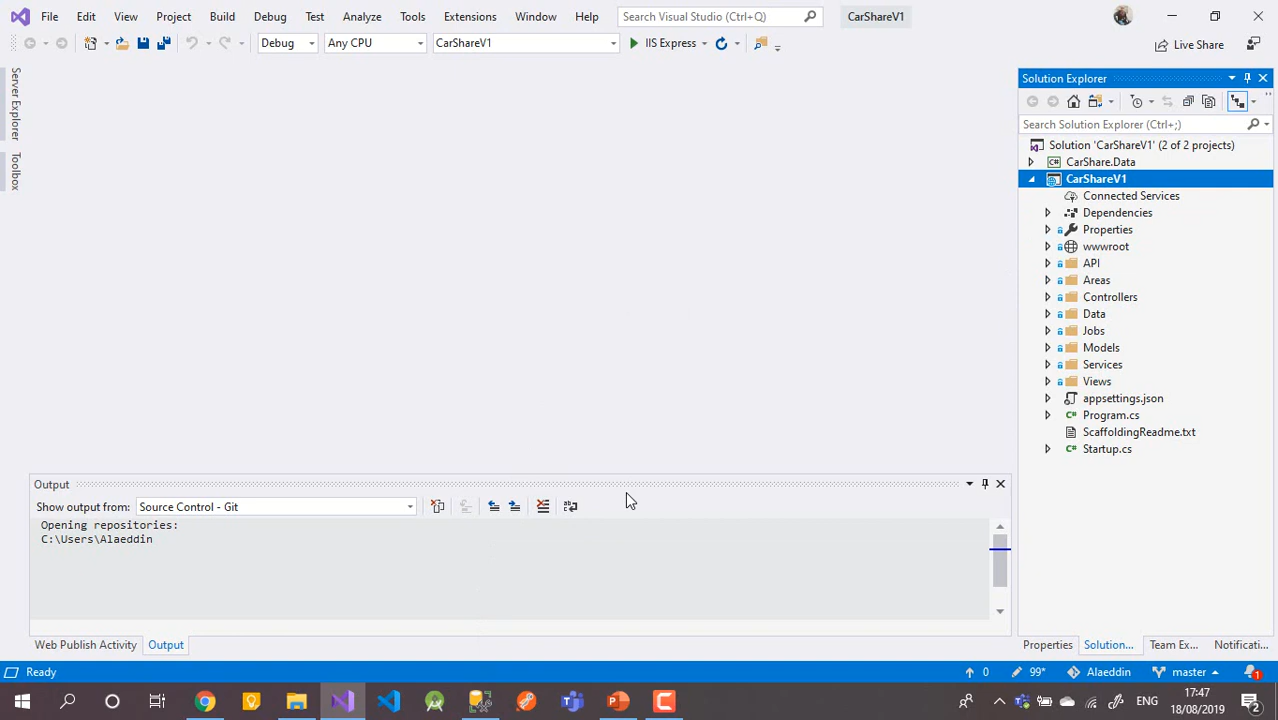 File Edit View Project Build Debug Test Analyze Tools Extensions Window Help Search Visual Studio (Ctrl+Q) CarShareV1
Debug Any CPU CarShareV1 IIS Express Live Share
Server Explorer
Toolbox
Solution Explorer
Search Solution Explorer (Ctrl+;)
Solution 'CarShareV1' (2 of 2 projects)
C# CarShare.Data
CarShareV1
Connected Services
Dependencies
Properties
wwwroot
API
Areas
Controllers
Data
Jobs
Models
Services
Views
appsettings.json
C# Program.cs
ScaffoldingReadme.txt
C# Startup.cs
Output
Show output from: Source Control - Git
Opening repositories:
C:\Users\Alaeddin
Web Publish Activity Output
Properties Solution... Team Ex... Notificati...
Ready 0 99* Alaeddin master 1
ENG 17:47
18/08/2019 2